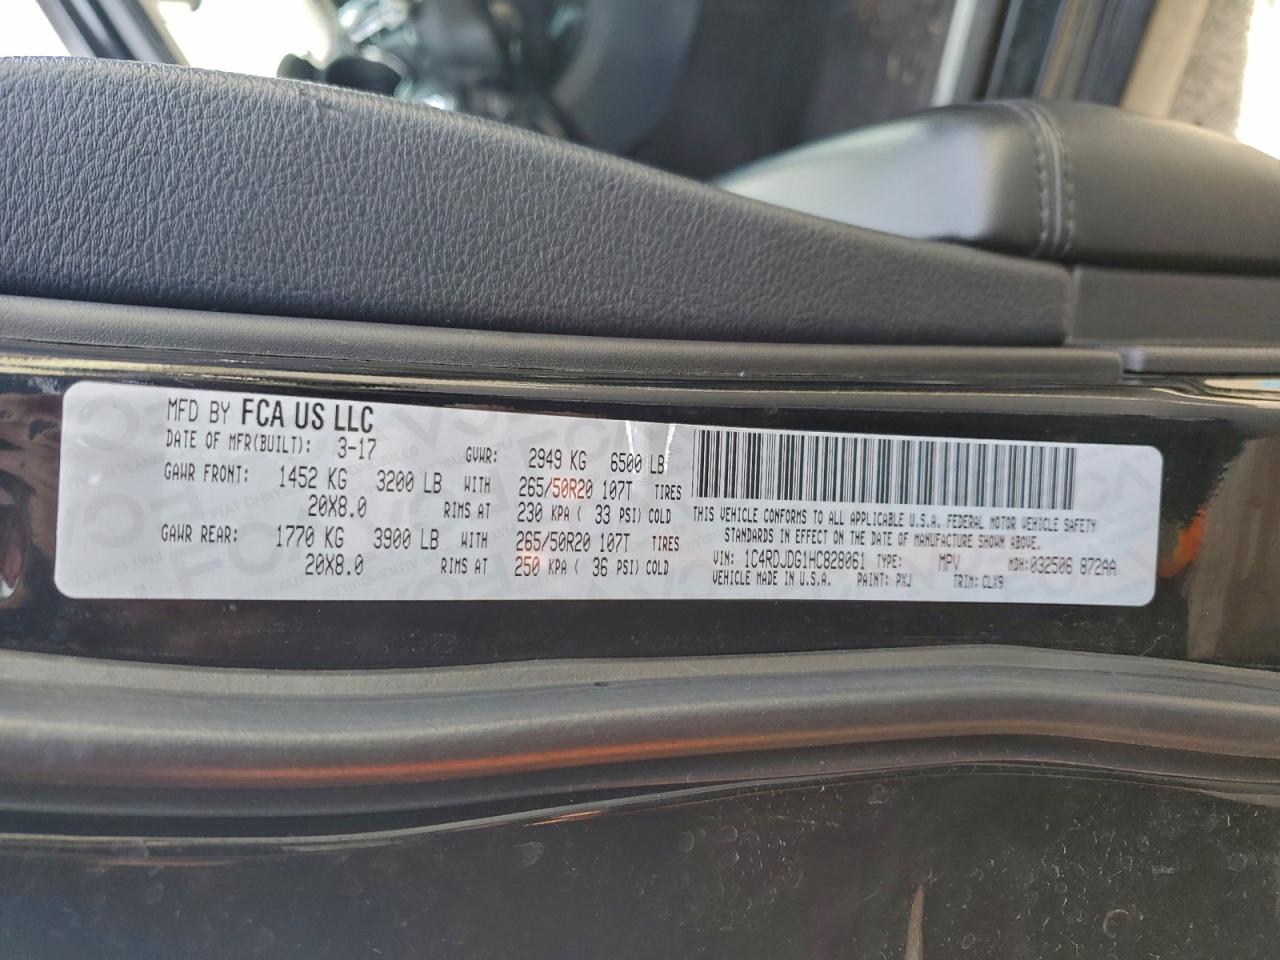 MFD BY FCA US LLC
DATE OF MFR(BUILT): 3-17 GVWR: 2949 KG 6500 LB
GAWR FRONT: 1452 KG 3200 LB WITH 265/50R20 107T TIRES
20X8.0 RIMS AT 230 KPA ( 33 PSI) COLD
GAWR REAR: 1770 KG 3900 LB WITH 265/50R20 107T TIRES
20X8.0 RIMS AT 250 KPA ( 36 PSI) COLD
THIS VEHICLE CONFORMS TO ALL APPLICABLE U.S.A. FEDERAL MOTOR VEHICLE SAFETY
STANDARDS IN EFFECT ON THE DATE OF MANUFACTURE SHOWN ABOVE.
VIN: 1C4RDJDG1HC828061 TYPE: MPV MDH: 032506 872AA
VEHICLE MADE IN U.S.A. PAINT: PXJ TRIM: CLX9